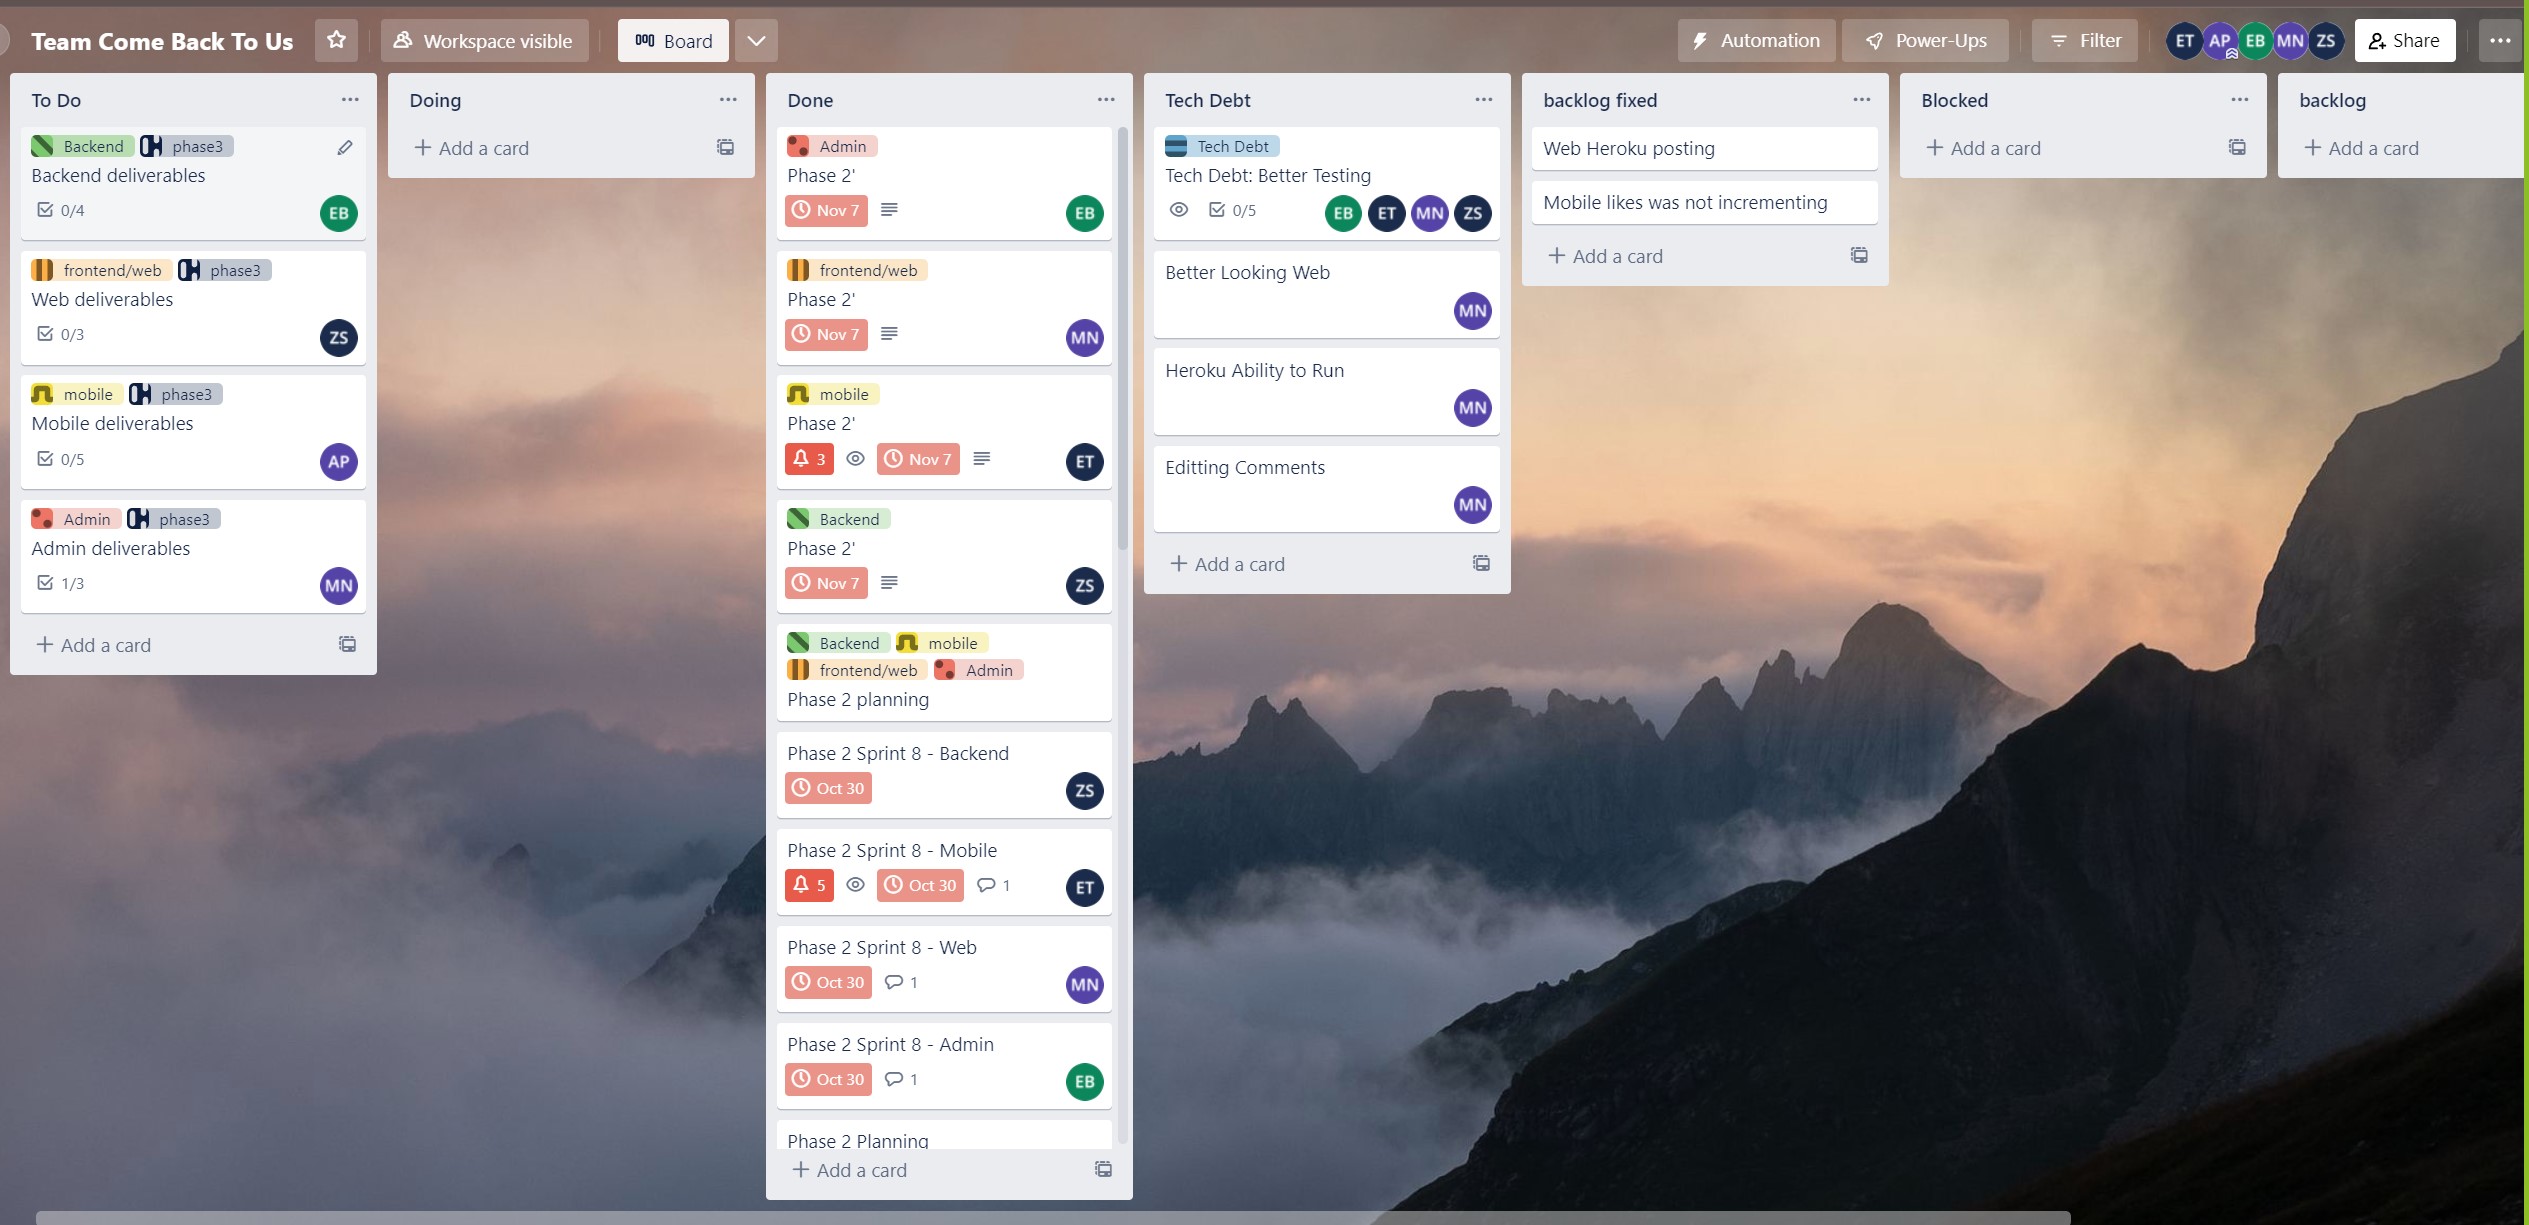 Team Come Back To Us
Workspace visible
Board
Automation
Power-Ups
Filter
ET AP EB MN ZS
Share
To Do
Backend phase3
Backend deliverables
0/4
EB
frontend/web phase3
Web deliverables
0/3
ZS
mobile phase3
Mobile deliverables
0/5
AP
Admin phase3
Admin deliverables
1/3
MN
Add a card
Doing
Add a card
Done
Admin
Phase 2'
Nov 7
EB
frontend/web
Phase 2'
Nov 7
MN
mobile
Phase 2'
3 Nov 7
ET
Backend
Phase 2'
Nov 7
ZS
Backend mobile
frontend/web Admin
Phase 2 planning
Phase 2 Sprint 8 - Backend
Oct 30
ZS
Phase 2 Sprint 8 - Mobile
5 Oct 30 1
ET
Phase 2 Sprint 8 - Web
Oct 30 1
MN
Phase 2 Sprint 8 - Admin
Oct 30 1
EB
Phase 2 Planning
Add a card
Tech Debt
Tech Debt
Tech Debt: Better Testing
0/5
EB ET MN ZS
Better Looking Web
MN
Heroku Ability to Run
MN
Editting Comments
MN
Add a card
backlog fixed
Web Heroku posting
Mobile likes was not incrementing
Add a card
Blocked
Add a card
backlog
Add a card